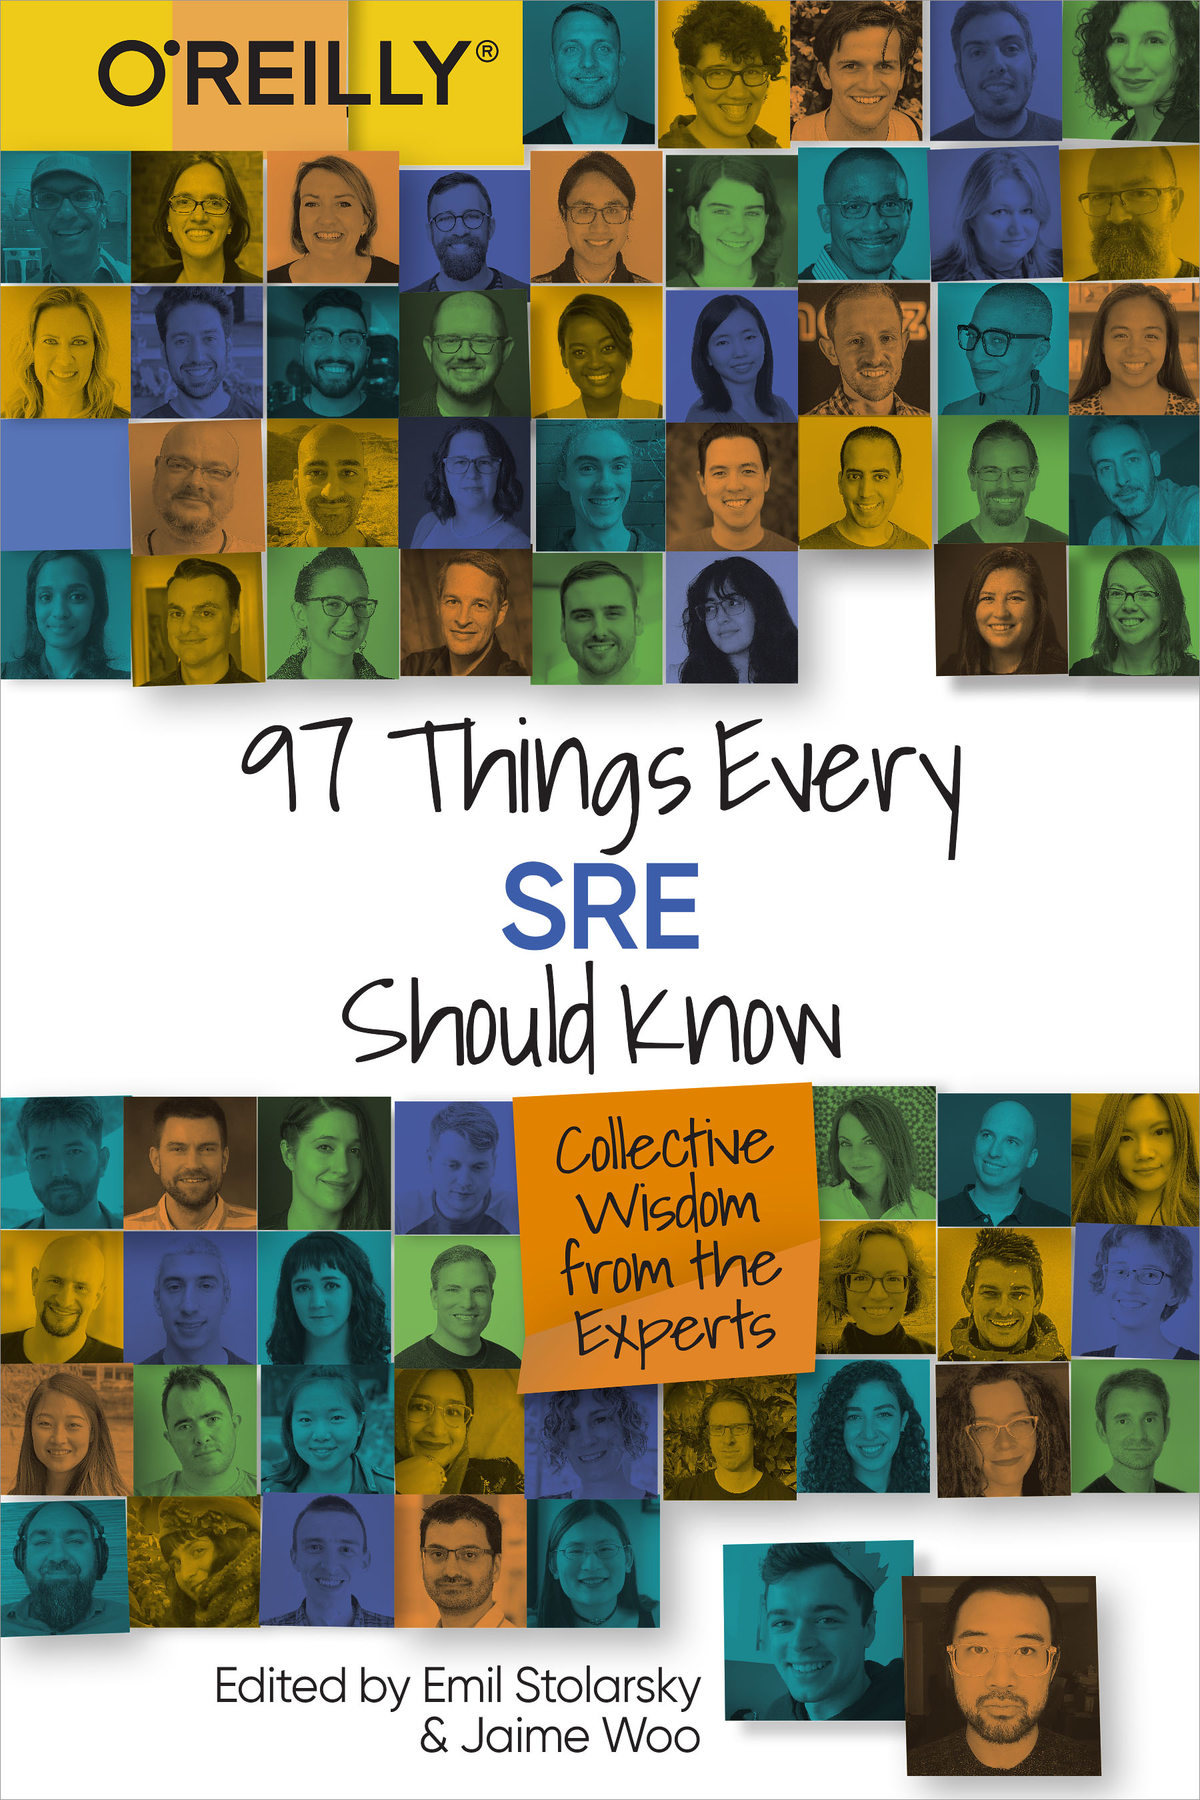 O'REILLY®
97 Things Every
SRE
Should Know
Collective
Wisdom
from the
Experts
Edited by Emil Stolarsky
& Jaime Woo